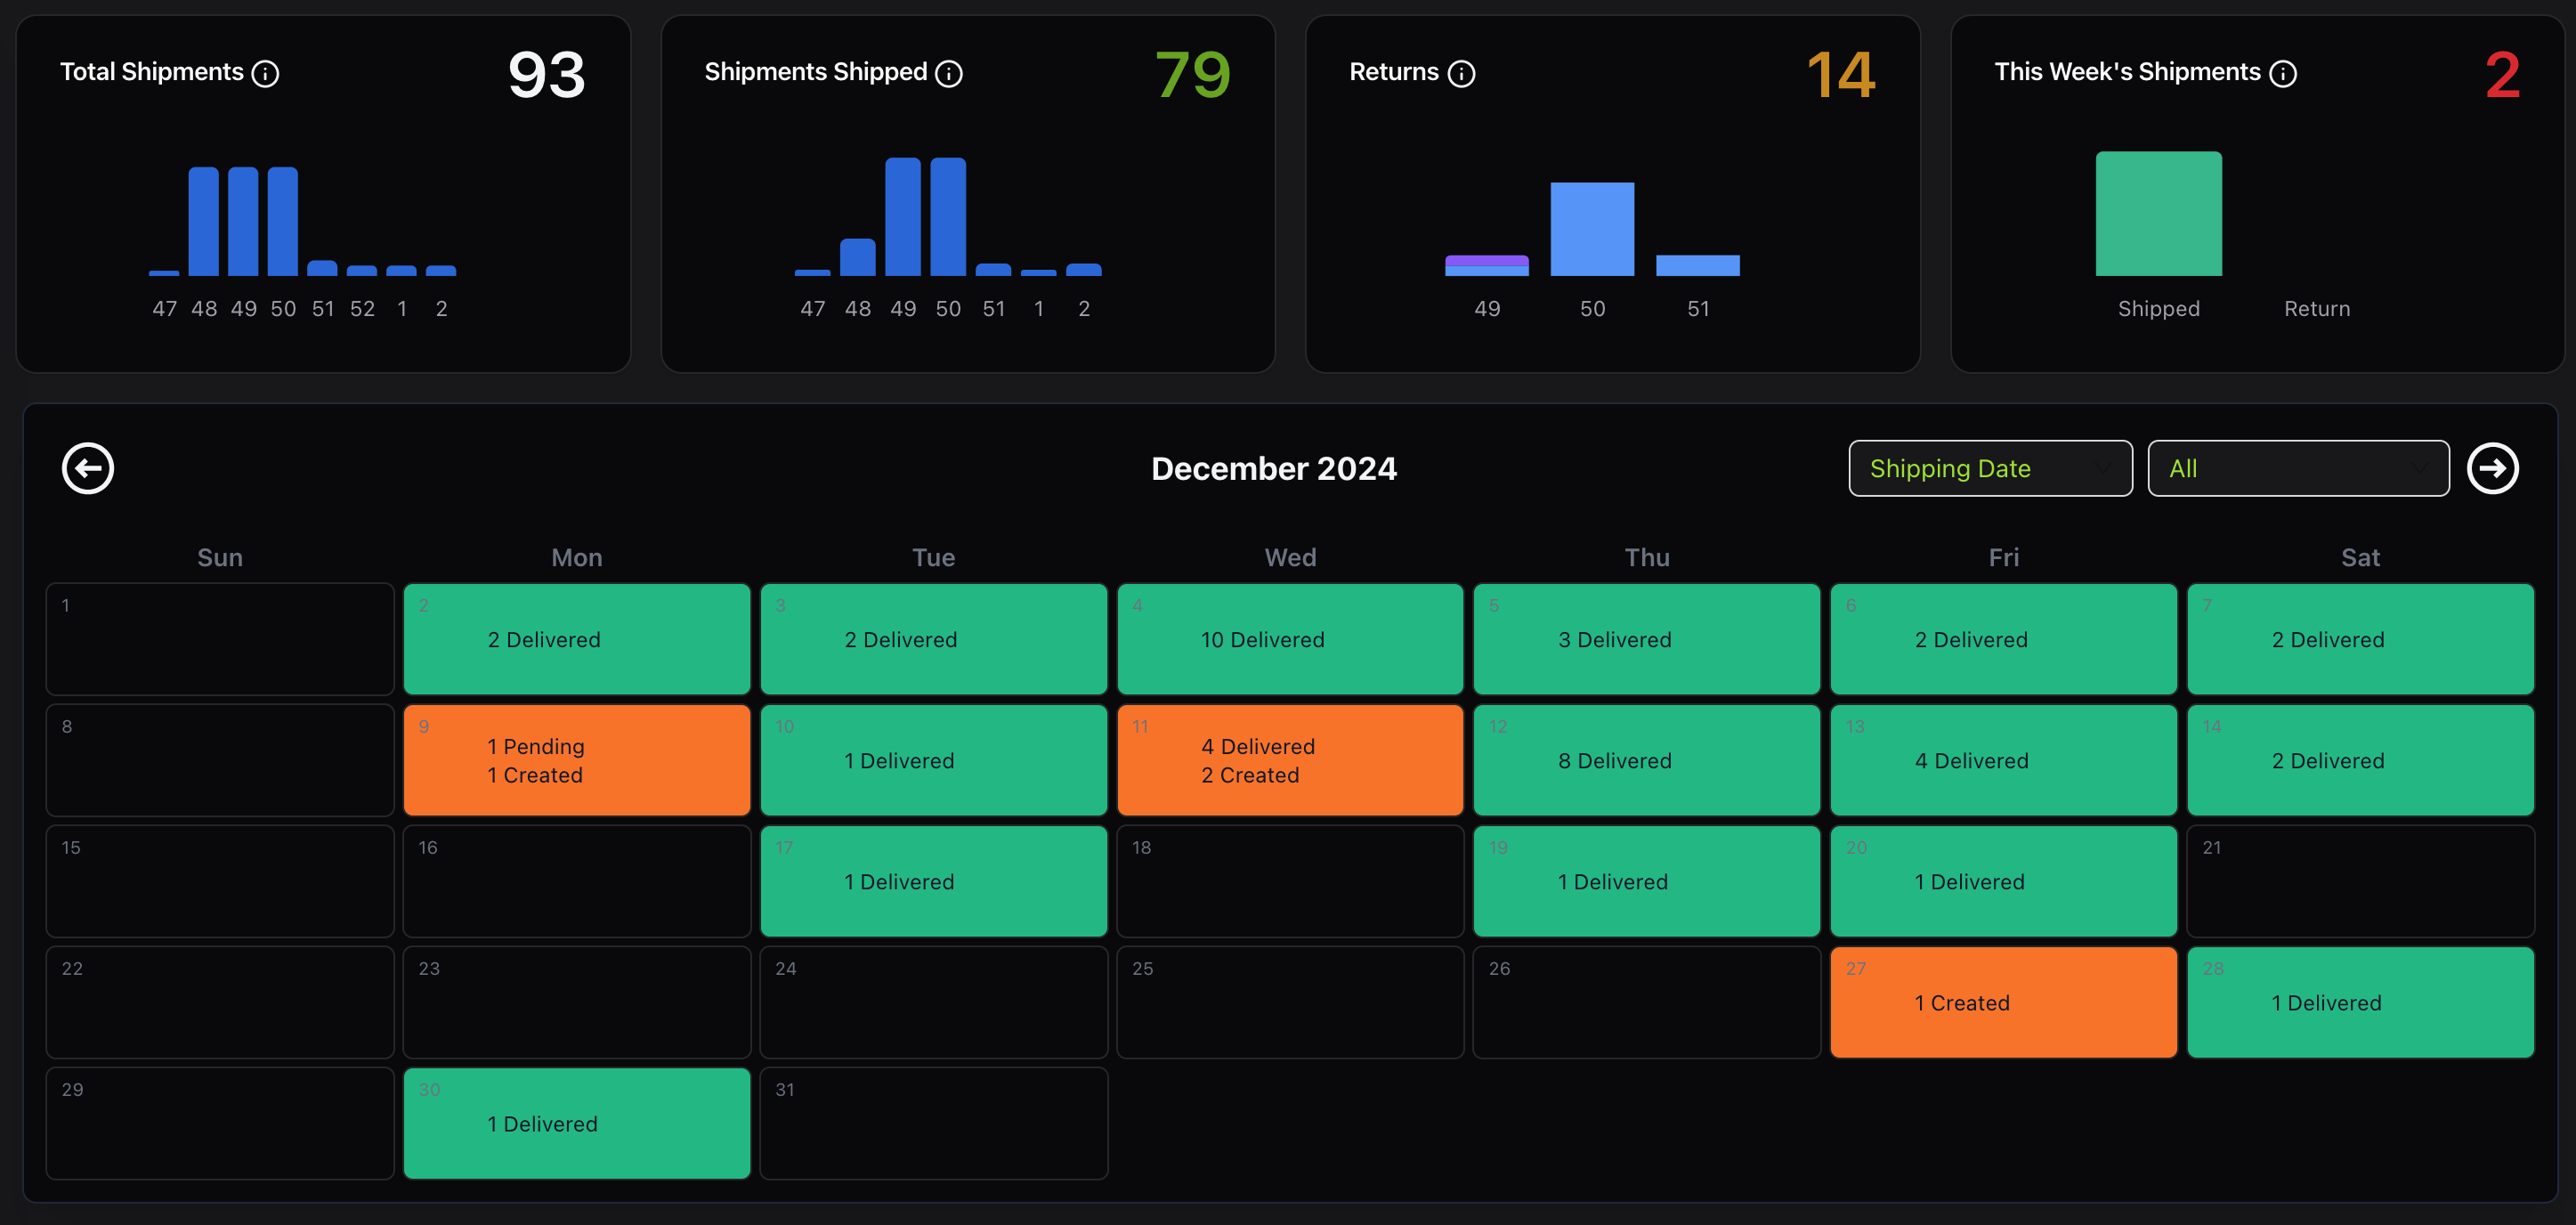 Total Shipments 93
47 48 49 50 51 52 1 2
Shipments Shipped 79
47 48 49 50 51 1 2
Returns 14
49 50 51
This Week's Shipments 2
Shipped Return
December 2024
Shipping Date
All
Sun Mon Tue Wed Thu Fri Sat
1
2
2 Delivered
3
2 Delivered
4
10 Delivered
5
3 Delivered
6
2 Delivered
7
2 Delivered
8
9
1 Pending
1 Created
10
1 Delivered
11
4 Delivered
2 Created
12
8 Delivered
13
4 Delivered
14
2 Delivered
15
16
17
1 Delivered
18
19
1 Delivered
20
1 Delivered
21
22
23
24
25
26
27
1 Created
28
1 Delivered
29
30
1 Delivered
31